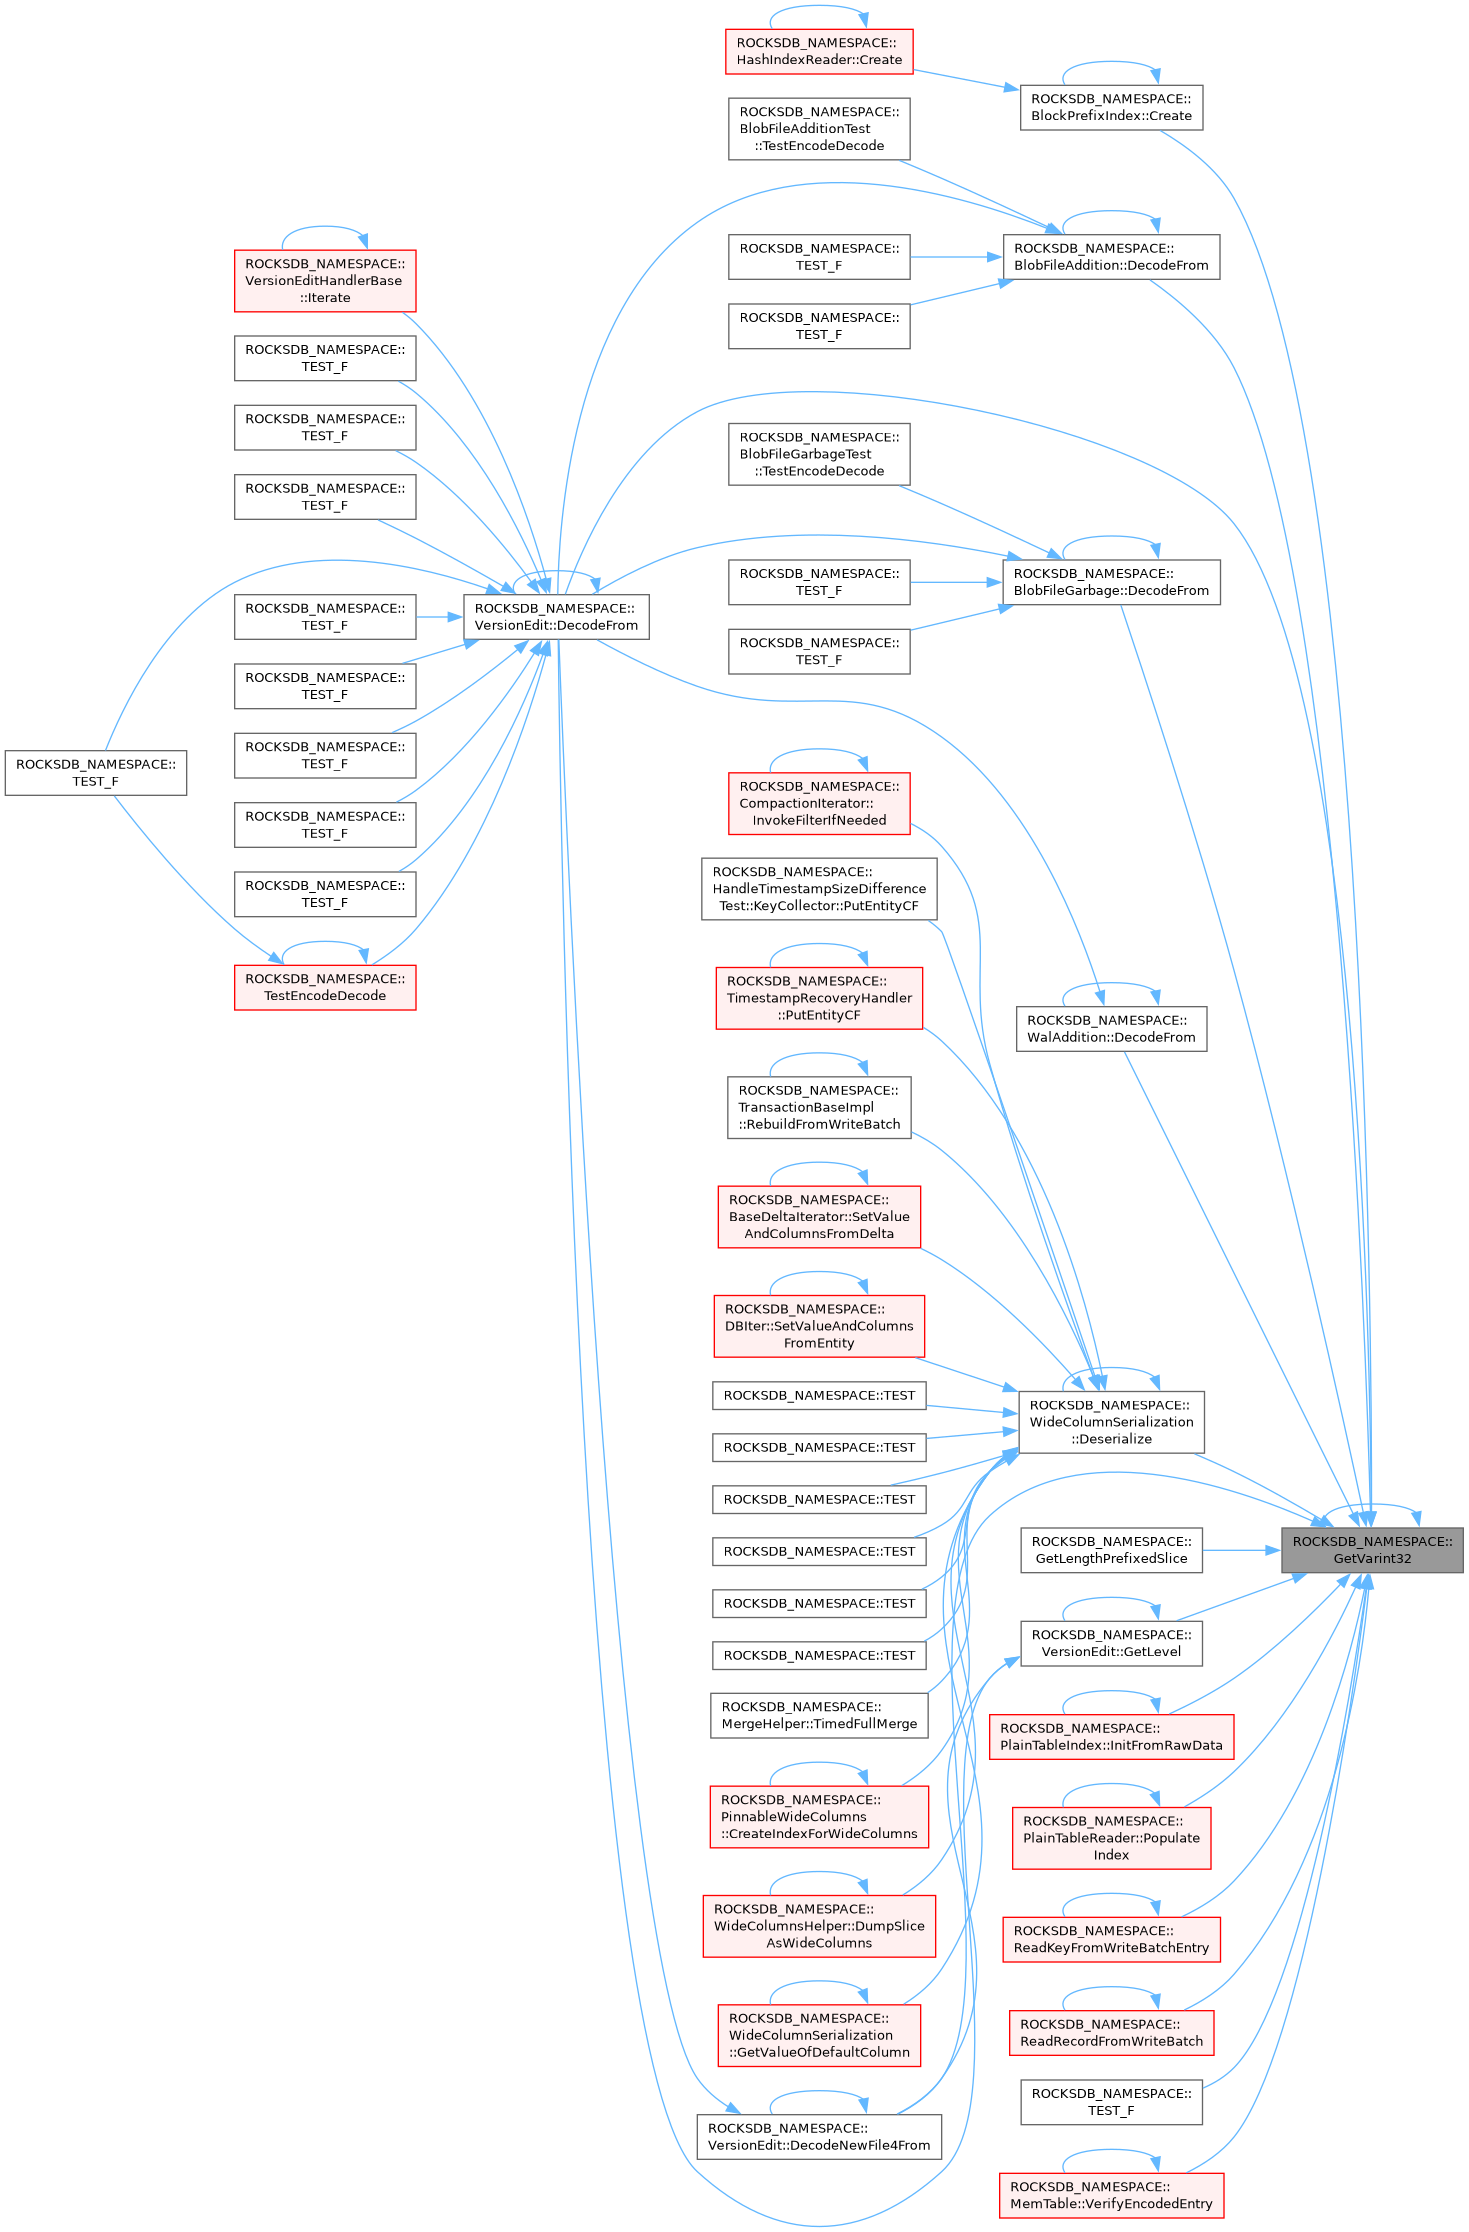 ROCKSDB_NAMESPACE::
HashIndexReader::Create
ROCKSDB_NAMESPACE::
BlockPrefixIndex::Create
ROCKSDB_NAMESPACE::
BlobFileAdditionTest
::TestEncodeDecode
ROCKSDB_NAMESPACE::
TEST_F
ROCKSDB_NAMESPACE::
BlobFileAddition::DecodeFrom
ROCKSDB_NAMESPACE::
TEST_F
ROCKSDB_NAMESPACE::
VersionEditHandlerBase
::Iterate
ROCKSDB_NAMESPACE::
TEST_F
ROCKSDB_NAMESPACE::
TEST_F
ROCKSDB_NAMESPACE::
TEST_F
ROCKSDB_NAMESPACE::
BlobFileGarbageTest
::TestEncodeDecode
ROCKSDB_NAMESPACE::
TEST_F
ROCKSDB_NAMESPACE::
BlobFileGarbage::DecodeFrom
ROCKSDB_NAMESPACE::
TEST_F
ROCKSDB_NAMESPACE::
TEST_F
ROCKSDB_NAMESPACE::
VersionEdit::DecodeFrom
ROCKSDB_NAMESPACE::
TEST_F
ROCKSDB_NAMESPACE::
TEST_F
ROCKSDB_NAMESPACE::
TEST_F
ROCKSDB_NAMESPACE::
TEST_F
ROCKSDB_NAMESPACE::
TEST_F
ROCKSDB_NAMESPACE::
TestEncodeDecode
ROCKSDB_NAMESPACE::
CompactionIterator::
InvokeFilterIfNeeded
ROCKSDB_NAMESPACE::
HandleTimestampSizeDifference
Test::KeyCollector::PutEntityCF
ROCKSDB_NAMESPACE::
TimestampRecoveryHandler
::PutEntityCF
ROCKSDB_NAMESPACE::
WalAddition::DecodeFrom
ROCKSDB_NAMESPACE::
TransactionBaseImpl
::RebuildFromWriteBatch
ROCKSDB_NAMESPACE::
BaseDeltaIterator::SetValue
AndColumnsFromDelta
ROCKSDB_NAMESPACE::
DBIter::SetValueAndColumns
FromEntity
ROCKSDB_NAMESPACE::TEST
ROCKSDB_NAMESPACE::
WideColumnSerialization
::Deserialize
ROCKSDB_NAMESPACE::TEST
ROCKSDB_NAMESPACE::TEST
ROCKSDB_NAMESPACE::TEST
ROCKSDB_NAMESPACE::TEST
ROCKSDB_NAMESPACE::TEST
ROCKSDB_NAMESPACE::
GetLengthPrefixedSlice
ROCKSDB_NAMESPACE::
GetVarint32
ROCKSDB_NAMESPACE::
VersionEdit::GetLevel
ROCKSDB_NAMESPACE::
MergeHelper::TimedFullMerge
ROCKSDB_NAMESPACE::
PlainTableIndex::InitFromRawData
ROCKSDB_NAMESPACE::
PinnableWideColumns
::CreateIndexForWideColumns
ROCKSDB_NAMESPACE::
PlainTableReader::Populate
Index
ROCKSDB_NAMESPACE::
WideColumnsHelper::DumpSlice
AsWideColumns
ROCKSDB_NAMESPACE::
ReadKeyFromWriteBatchEntry
ROCKSDB_NAMESPACE::
WideColumnSerialization
::GetValueOfDefaultColumn
ROCKSDB_NAMESPACE::
ReadRecordFromWriteBatch
ROCKSDB_NAMESPACE::
TEST_F
ROCKSDB_NAMESPACE::
VersionEdit::DecodeNewFile4From
ROCKSDB_NAMESPACE::
MemTable::VerifyEncodedEntry